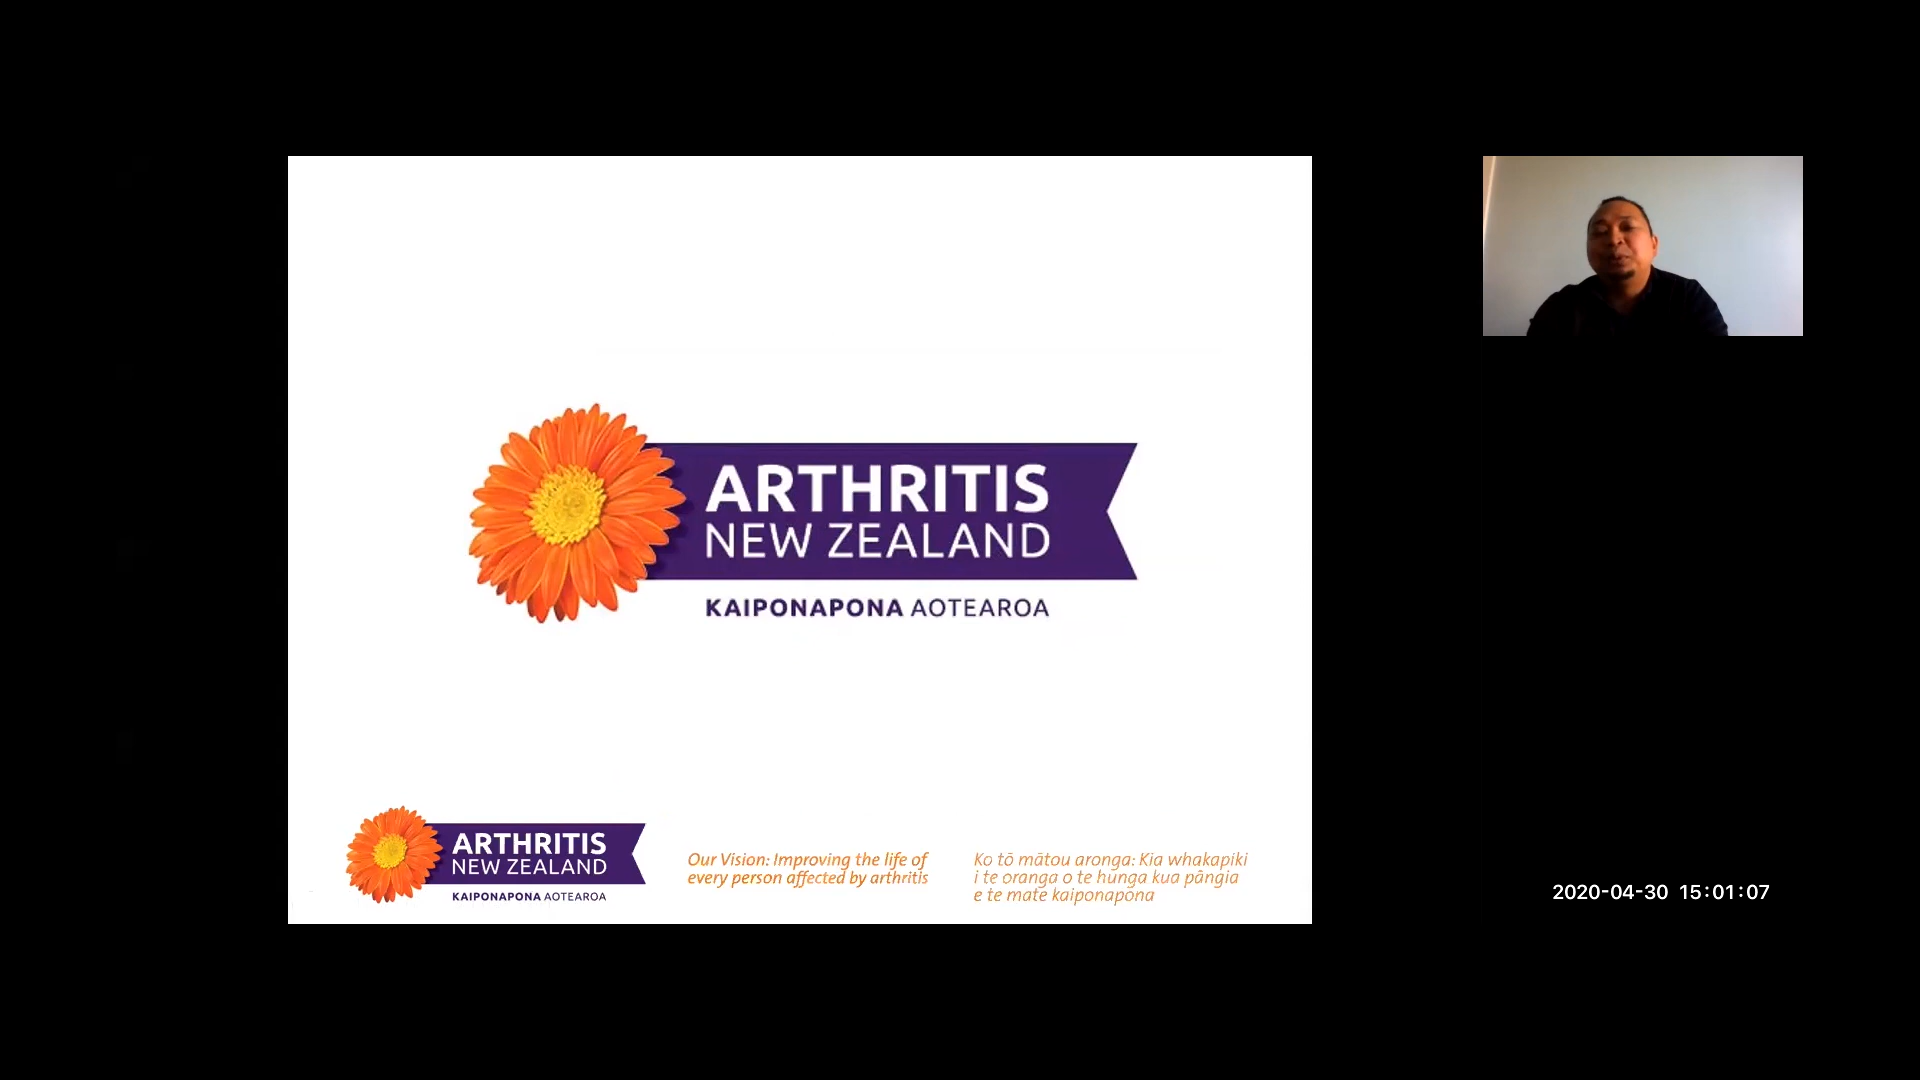 ARTHRITIS
NEW ZEALAND
KAIPONAPONA AOTEAROA
ARTHRITIS
NEW ZEALAND
KAIPONAPONA AOTEAROA
Our Vision: Improving the life of
every person affected by arthritis
Ko tō mātou aronga: Kia whakapiki
i te oranga o te hunga kua pāngia
e te mate kaiponapona
2020-04-30 15:01:07